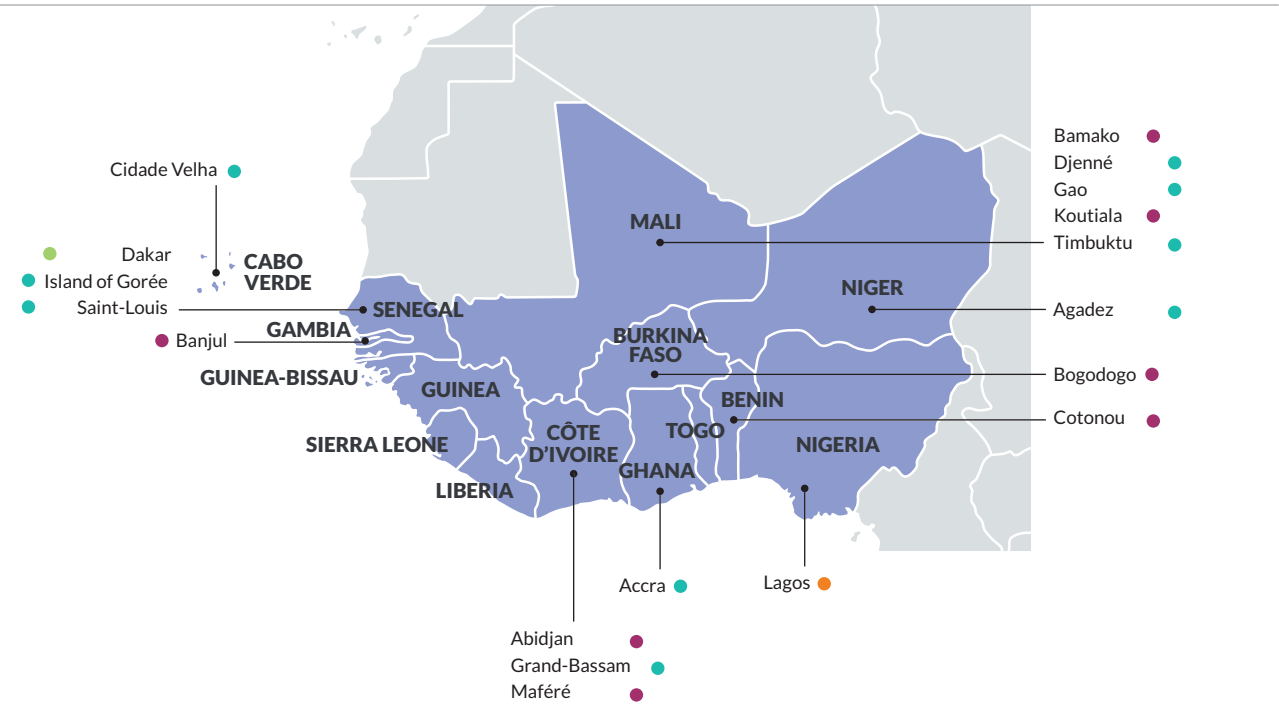 Cidade Velha
Dakar
Island of Gorée
Saint-Louis
Banjul
CABO
VERDE
SENEGAL
GAMBIA
GUINEA-BISSAU
GUINEA
SIERRA LEONE
LIBERIA
MALI
NIGER
BURKINA
FASO
BENIN
TOGO
CÔTE
D'IVOIRE
GHANA
NIGERIA
Bamako
Djenné
Gao
Koutiala
Timbuktu
Agadez
Bogodogo
Cotonou
Accra
Lagos
Abidjan
Grand-Bassam
Maféré